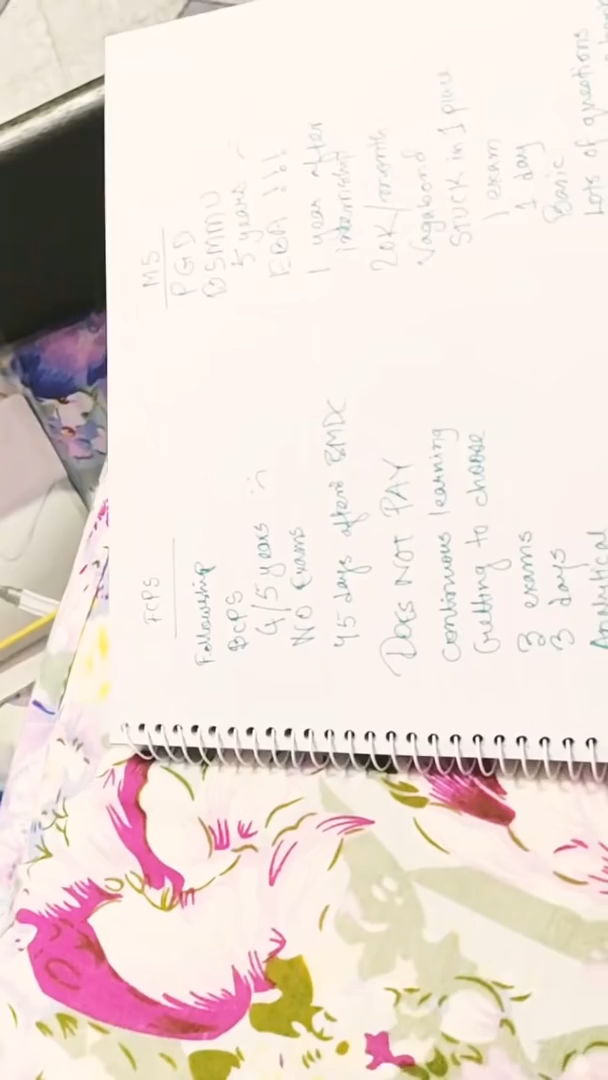 FCPS
Fellowship
BCPS
4/5 years :-
NO Exams
45 days after BMDC
Does NOT PAY
continuous learning
Getting to choose
3 exams
3 days
Analytical
MS
PGD
BSMMU
5 years :-
!!!
1 year after
internship
20K/month
Vagabond
Stuck in 1 place
1 exam
1 day
Basic
Lots of questions